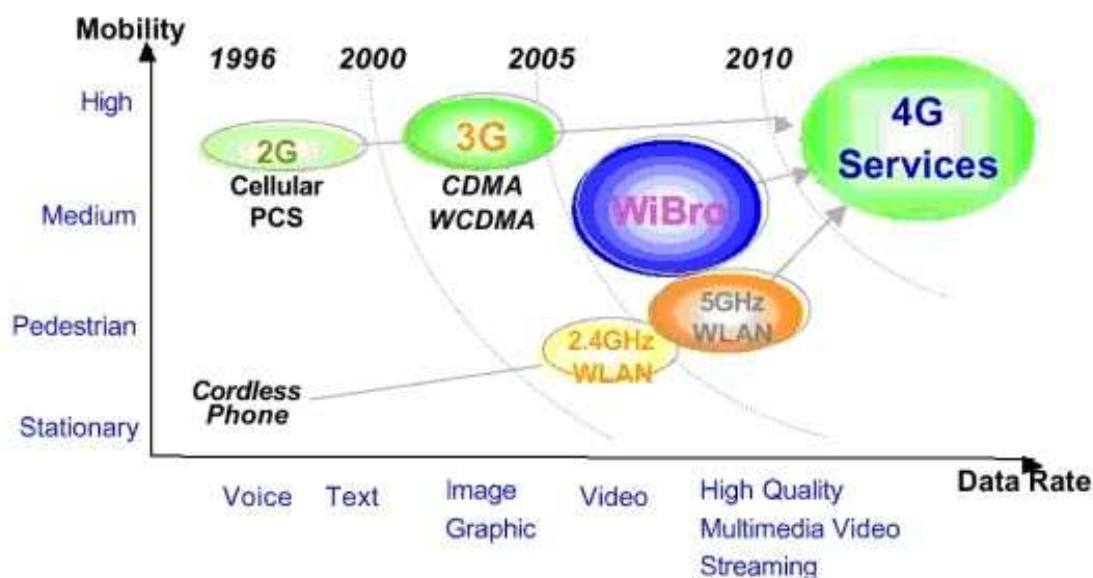 Mobility
1996 2000 2005 2010
High
2G
3G
4G
Services
Cellular
PCS
CDMA
WCDMA
WiBro
Medium
5GHz
WLAN
Pedestrian
2.4GHz
WLAN
Cordless
Phone
Stationary
Data Rate
Voice
Text
Image
Graphic
Video
High Quality
Multimedia Video
Streaming